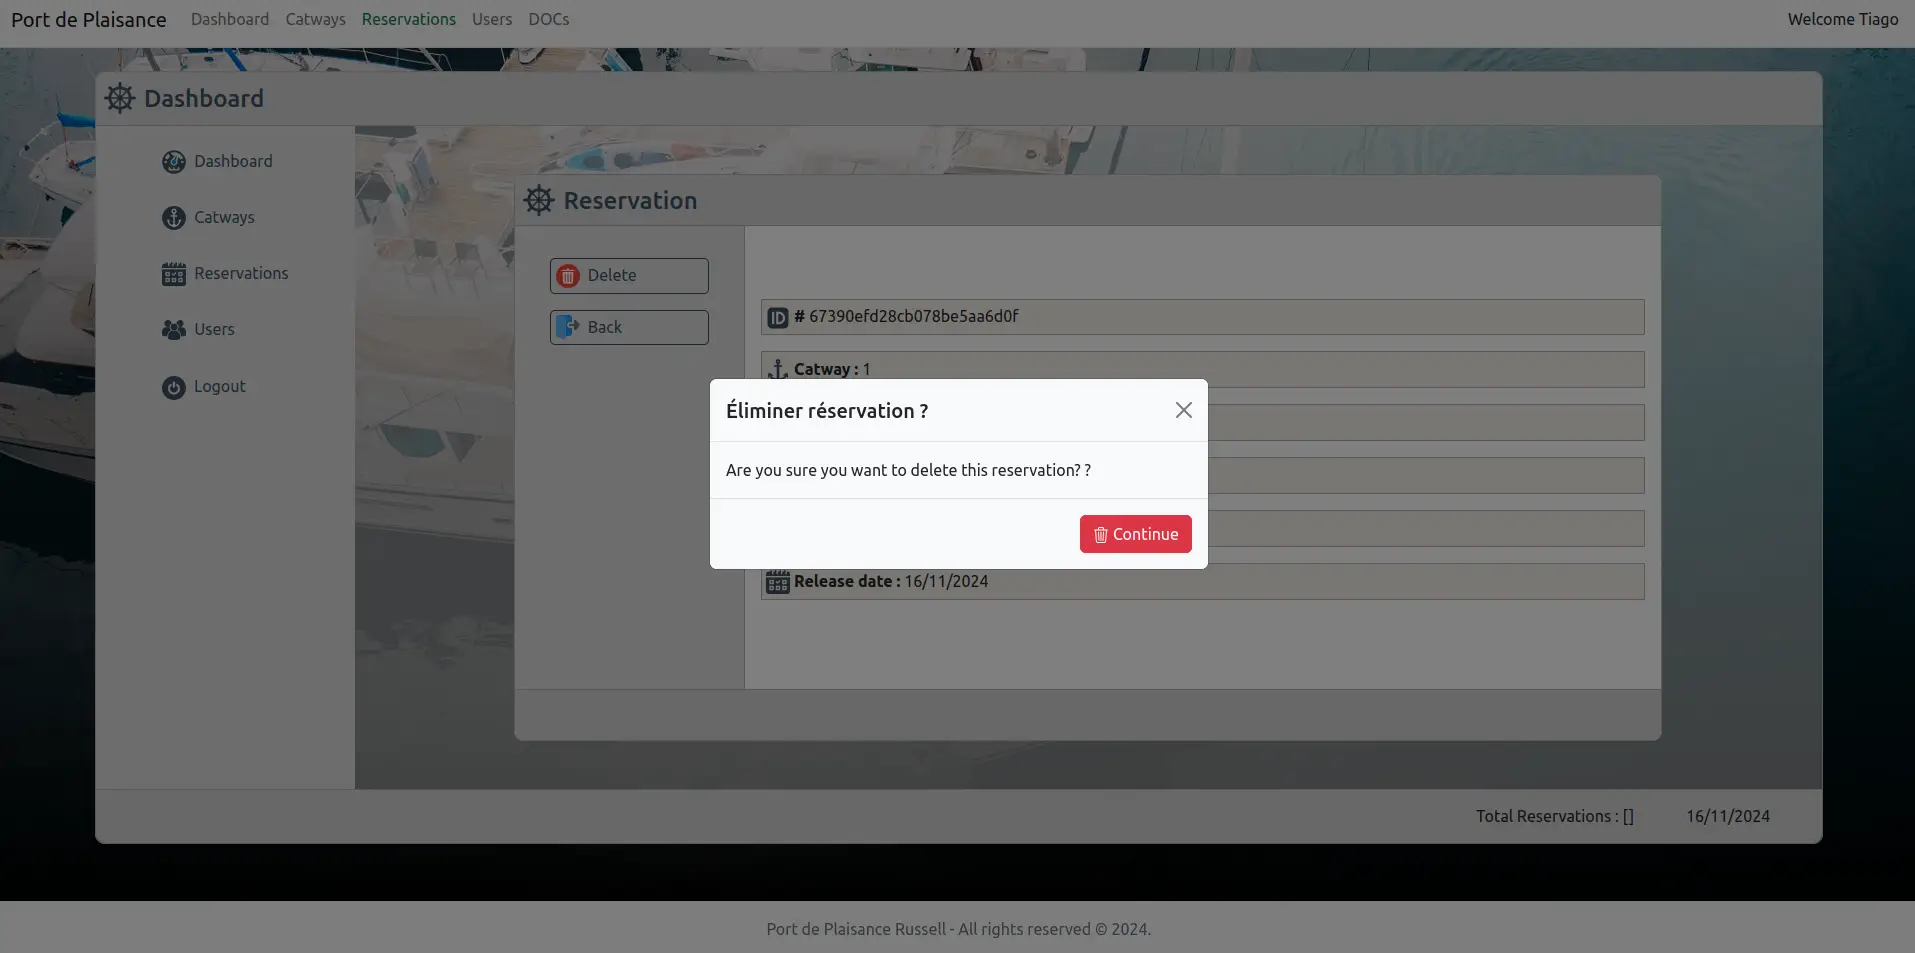 Port de Plaisance Dashboard Catways Reservations Users DOCs Welcome Tiago
Dashboard
Dashboard
Catways
Reservations
Users
Logout
Reservation
Delete
Back
ID # 67390efd28cb078be5aa6d0f
Catway : 1
Éliminer réservation ?
Are you sure you want to delete this reservation? ?
Continue
Release date : 16/11/2024
Total Reservations : [] 16/11/2024
Port de Plaisance Russell - All rights reserved © 2024.